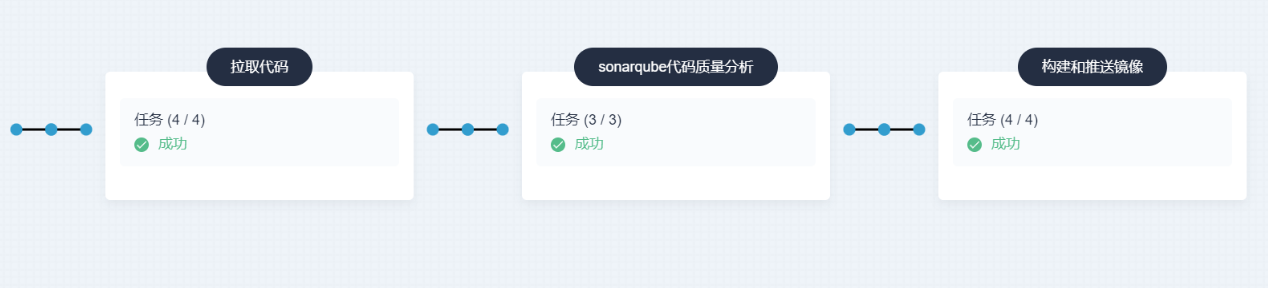 拉取代码
任务 (4 / 4)
成功
sonarqube代码质量分析
任务 (3 / 3)
成功
构建和推送镜像
任务 (4 / 4)
成功